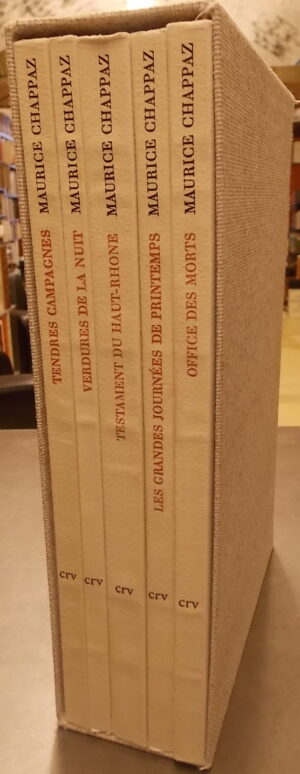 MAURICE CHAPPAZ
TENDRES CAMPAGNES
crv
MAURICE CHAPPAZ
VERDURES DE LA NUIT
crv
MAURICE CHAPPAZ
TESTAMENT DU HAUT-RHONE
crv
MAURICE CHAPPAZ
LES GRANDES JOURNÉES DE PRINTEMPS
crv
MAURICE CHAPPAZ
OFFICE DES MORTS
crv